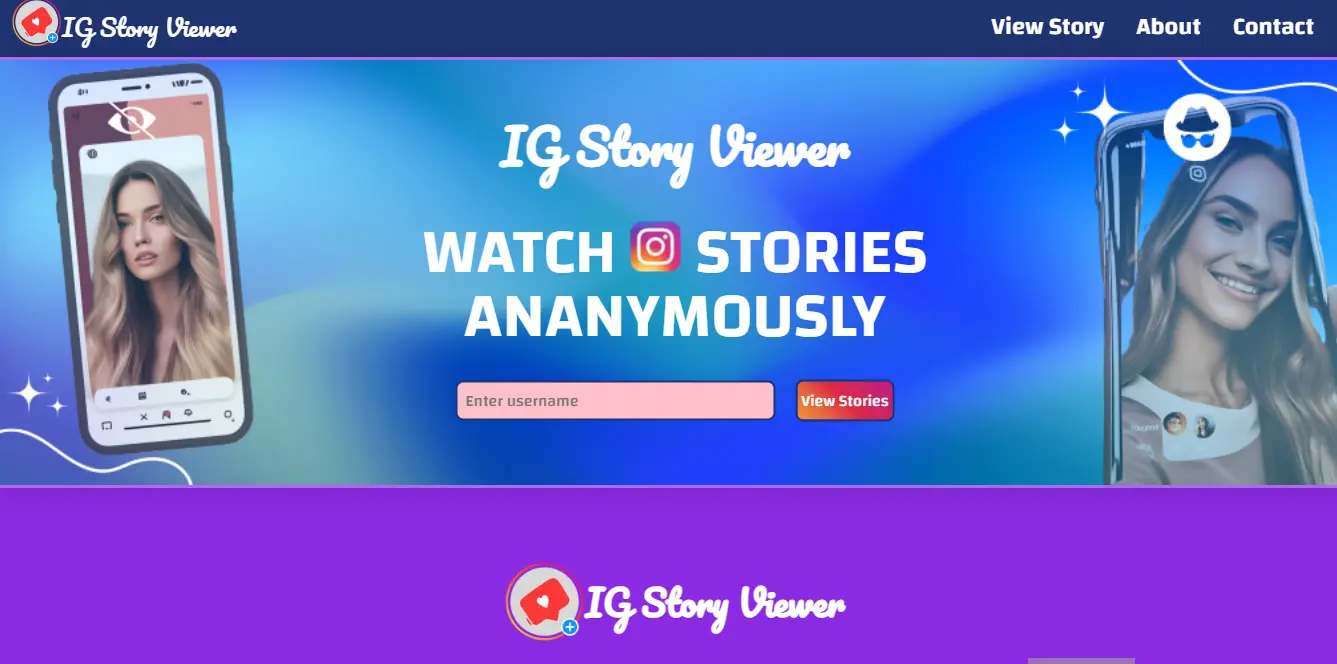 IG Story Viewer
View Story About Contact
IG Story Viewer
WATCH STORIES
ANANYMOUSLY
Enter username
View Stories
IG Story Viewer